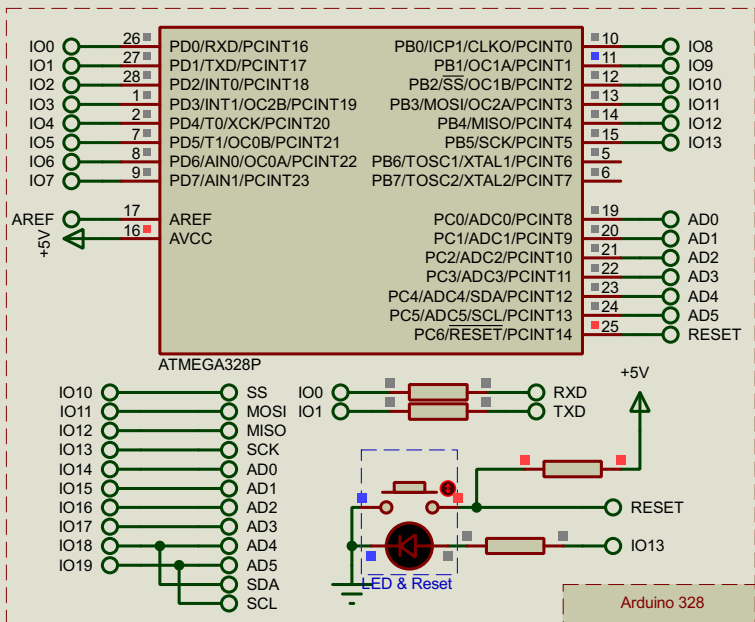 IO0 26 PD0/RXD/PCINT16 PB0/ICP1/CLKO/PCINT0 10 IO8
IO1 27 PD1/TXD/PCINT17 PB1/OC1A/PCINT1 11 IO9
IO2 28 PD2/INT0/PCINT18 PB2/SS/OC1B/PCINT2 12 IO10
IO3 1 PD3/INT1/OC2B/PCINT19 PB3/MOSI/OC2A/PCINT3 13 IO11
IO4 2 PD4/T0/XCK/PCINT20 PB4/MISO/PCINT4 14 IO12
IO5 7 PD5/T1/OC0B/PCINT21 PB5/SCK/PCINT5 15 IO13
IO6 8 PD6/AIN0/OC0A/PCINT22 PB6/TOSC1/XTAL1/PCINT6 5
IO7 9 PD7/AIN1/PCINT23 PB7/TOSC2/XTAL2/PCINT7 6
AREF 17 AREF PC0/ADC0/PCINT8 19 AD0
+5V 16 AVCC PC1/ADC1/PCINT9 20 AD1
PC2/ADC2/PCINT10 21 AD2
PC3/ADC3/PCINT11 22 AD3
PC4/ADC4/SDA/PCINT12 23 AD4
PC5/ADC5/SCL/PCINT13 24 AD5
PC6/RESET/PCINT14 25 RESET
ATMEGA328P
+5V
IO10 SS IO0 RXD
IO11 MOSI IO1 TXD
IO12 MISO
IO13 SCK
IO14 AD0
IO15 AD1
IO16 AD2 RESET
IO17 AD3
IO18 AD4 IO13
IO19 AD5
SDA LED & Reset
SCL Arduino 328